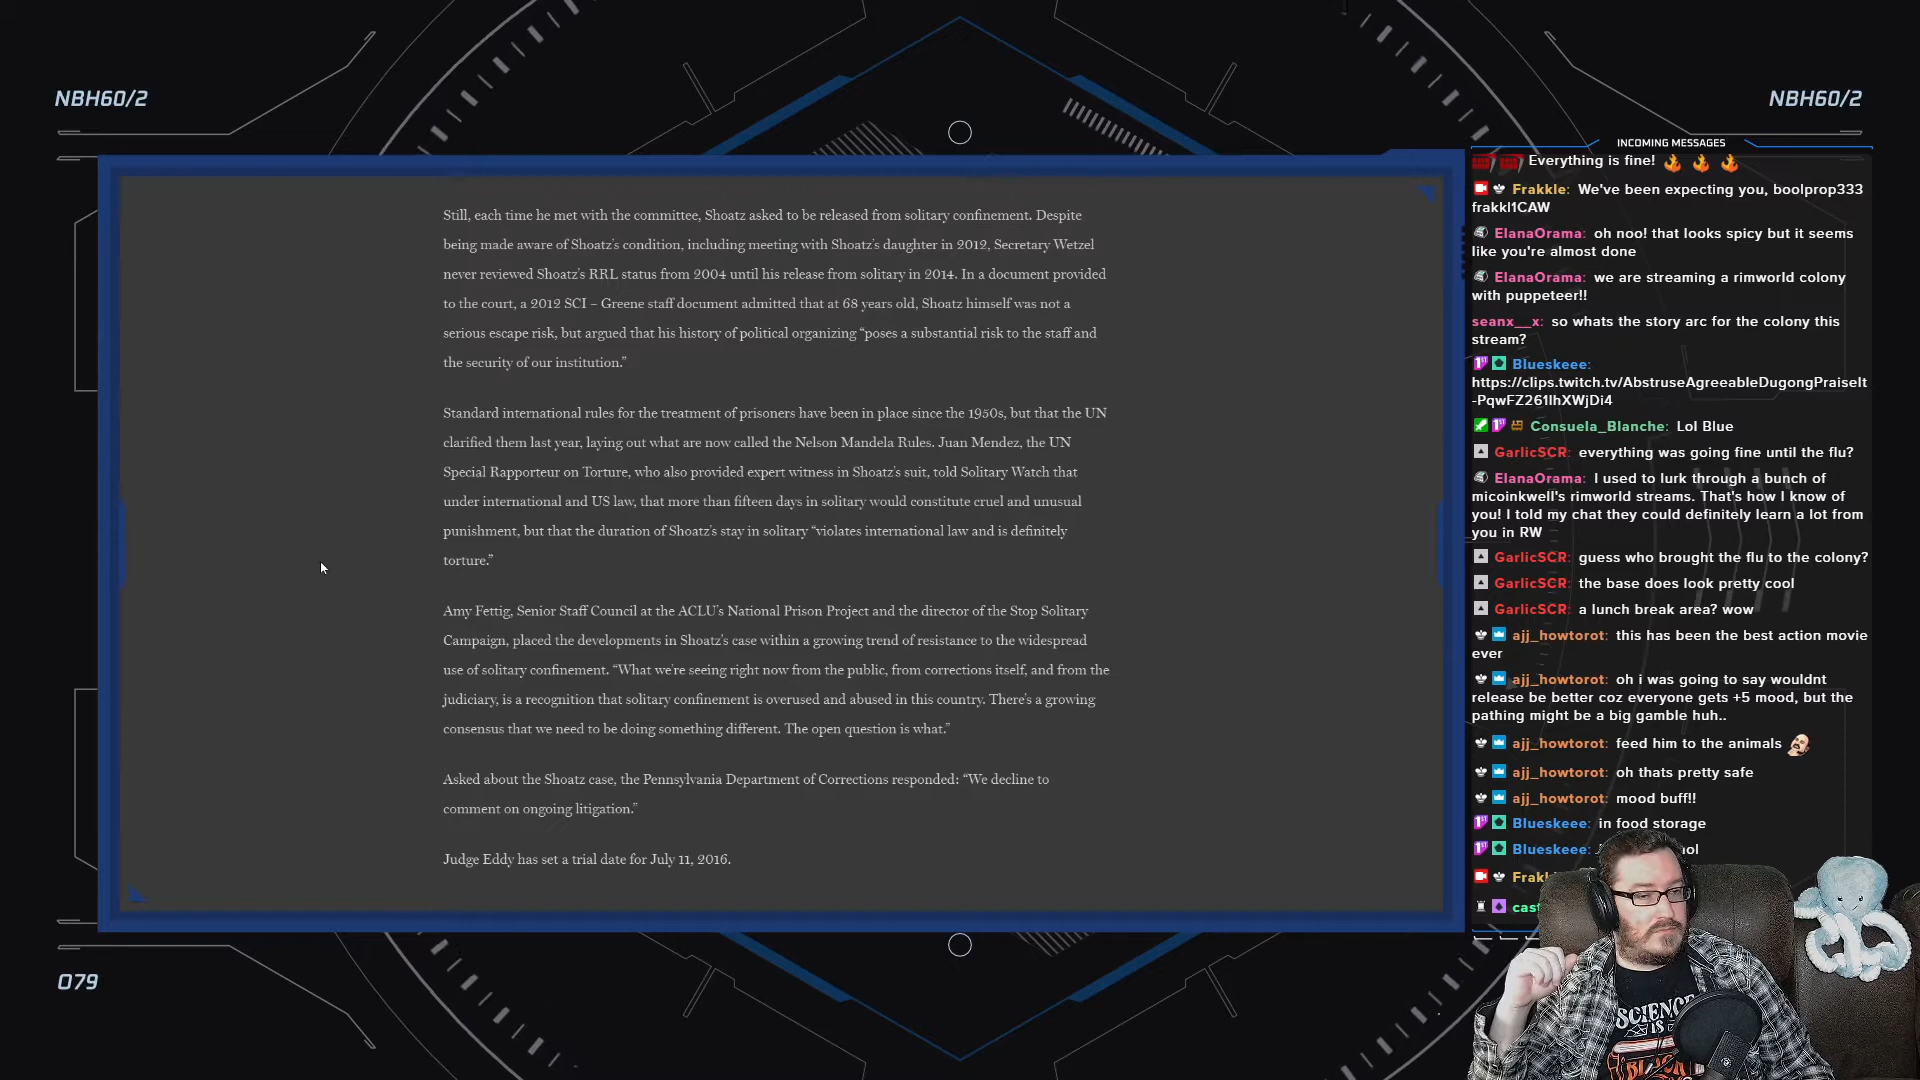 NBH60/2
NBH60/2
INCOMING MESSAGES
Everything is fine!
Frakkle: We've been expecting you, boolprop333
frakkl1CAW
ElanaOrama: oh noo! that looks spicy but it seems
like you're almost done
ElanaOrama: we are streaming a rimworld colony
with puppeteer!!
seanx__x: so whats the story arc for the colony this
stream?
Blueskeee:
https://clips.twitch.tv/AbstruseAgreeableDugongPraiseIt
-PqwFZ261IhXWjDi4
Consuela_Blanche: Lol Blue
GarlicSCR: everything was going fine until the flu?
ElanaOrama: I used to lurk through a bunch of
micoinkwell's rimworld streams. That's how I know of
you! I told my chat they could definitely learn a lot from
you in RW
GarlicSCR: guess who brought the flu to the colony?
GarlicSCR: the base does look pretty cool
GarlicSCR: a lunch break area? wow
ajj_howtorot: this has been the best action movie
ever
ajj_howtorot: oh i was going to say wouldnt
release be better coz everyone gets +5 mood, but the
pathing might be a big gamble huh..
ajj_howtorot: feed him to the animals
ajj_howtorot: oh thats pretty safe
ajj_howtorot: mood buff!!
Blueskeee: in food storage
Blueskeee:
Still, each time he met with the committee, Shoatz asked to be released from solitary confinement. Despite
being made aware of Shoatz's condition, including meeting with Shoatz's daughter in 2012, Secretary Wetzel
never reviewed Shoatz's RRL status from 2004 until his release from solitary in 2014. In a document provided
to the court, a 2012 SCI – Greene staff document admitted that at 68 years old, Shoatz himself was not a
serious escape risk, but argued that his history of political organizing “poses a substantial risk to the staff and
the security of our institution.”
Standard international rules for the treatment of prisoners have been in place since the 1950s, but that the UN
clarified them last year, laying out what are now called the Nelson Mandela Rules. Juan Mendez, the UN
Special Rapporteur on Torture, who also provided expert witness in Shoatz's suit, told Solitary Watch that
under international and US law, that more than fifteen days in solitary would constitute cruel and unusual
punishment, but that the duration of Shoatz's stay in solitary “violates international law and is definitely
torture.”
Amy Fettig, Senior Staff Council at the ACLU's National Prison Project and the director of the Stop Solitary
Campaign, placed the developments in Shoatz's case within a growing trend of resistance to the widespread
use of solitary confinement. “What we're seeing right now from the public, from corrections itself, and from the
judiciary, is a recognition that solitary confinement is overused and abused in this country. There's a growing
consensus that we need to be doing something different. The open question is what.”
Asked about the Shoatz case, the Pennsylvania Department of Corrections responded: “We decline to
comment on ongoing litigation.”
Judge Eddy has set a trial date for July 11, 2016.
079
SCIENCE
IS